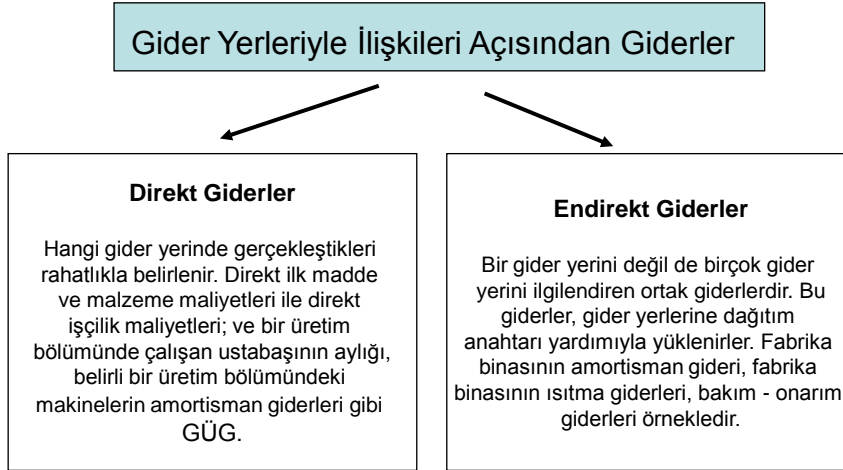 Gider Yerleriyle İlişkileri Açısından Giderler
Direkt Giderler
Hangi gider yerinde gerçekleştikleri
rahatlıkla belirlenir. Direkt ilk madde
ve malzeme maliyetleri ile direkt
işçilik maliyetleri; ve bir üretim
bölümünde çalışan ustabaşının aylığı,
belirli bir üretim bölümündeki
makinelerin amortisman giderleri gibi
GÜG.
Endirekt Giderler
Bir gider yerini değil de birçok gider
yerini ilgilendiren ortak giderlerdir. Bu
giderler, gider yerlerine dağıtım
anahtarı yardımıyla yüklenirler. Fabrika
binasının amortisman gideri, fabrika
binasının ısıtma giderleri, bakım - onarım
giderleri örnekledir.